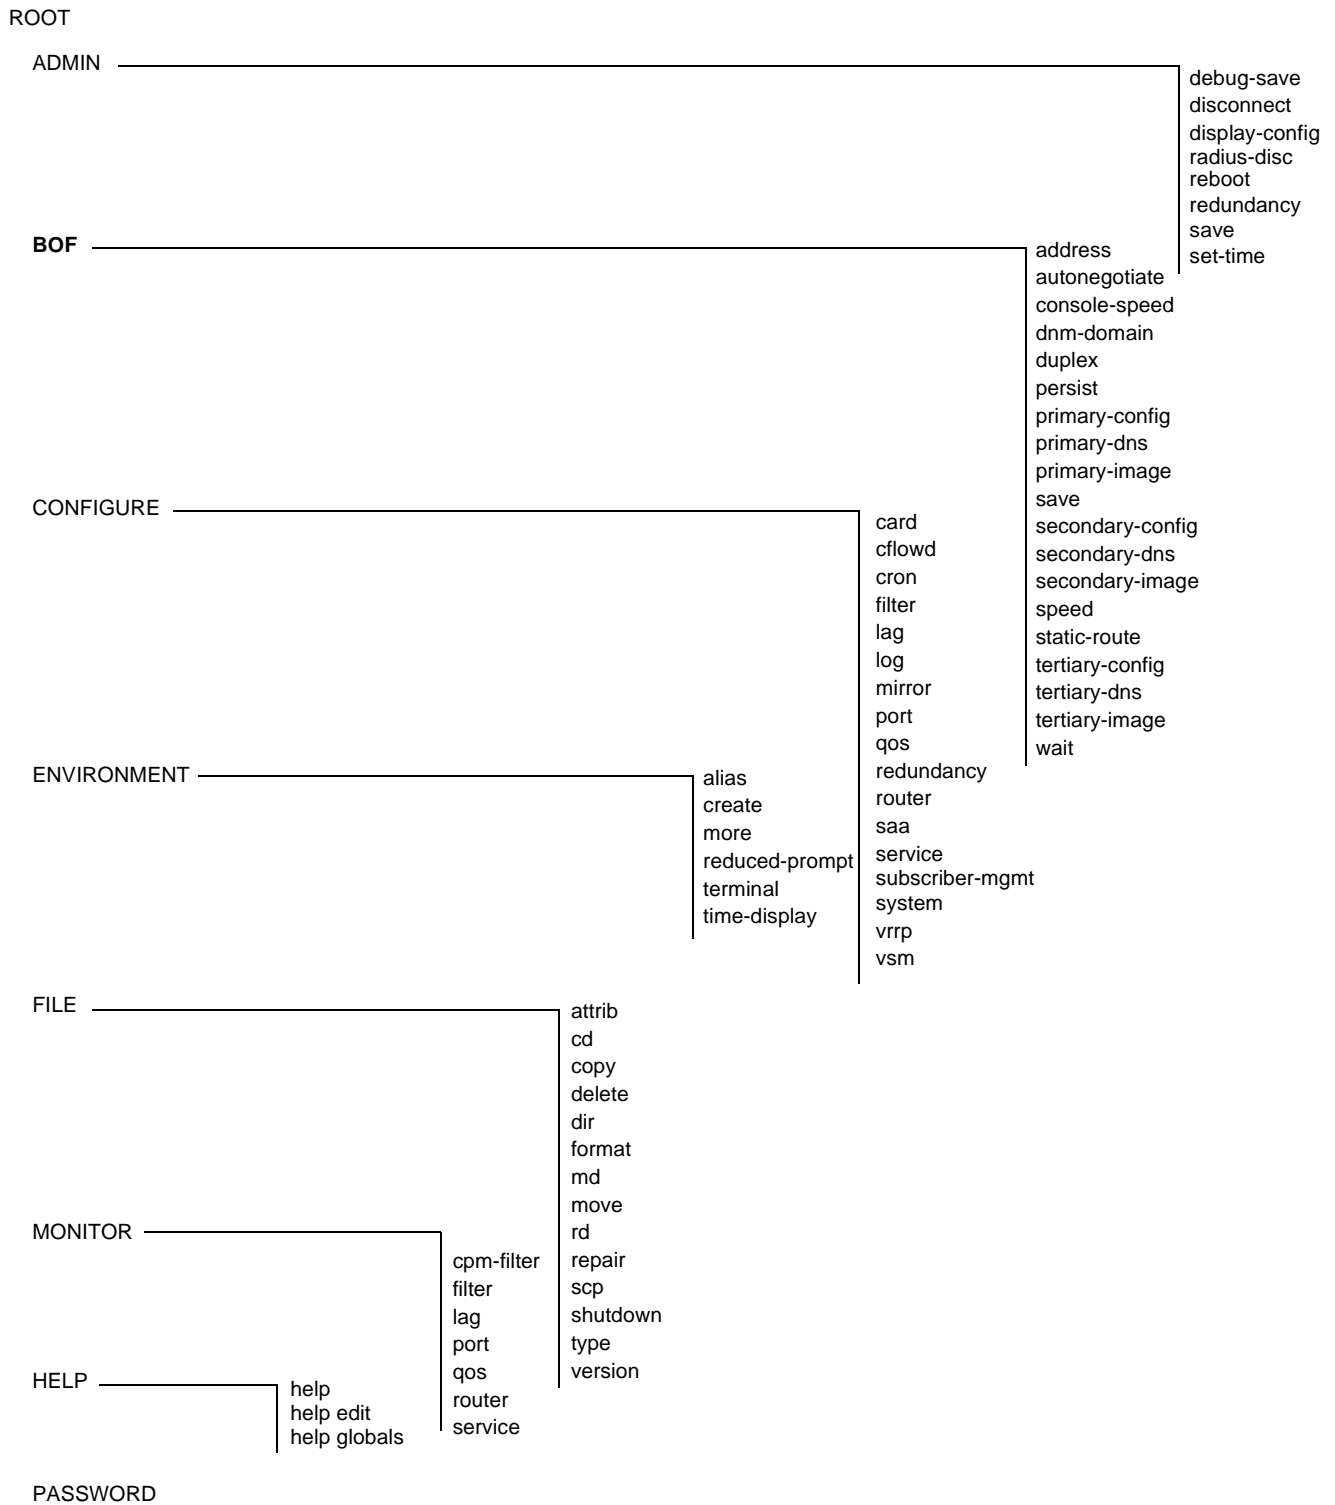 ROOT
ADMIN
debug-save
disconnect
display-config
radius-disc
reboot
redundancy
save
set-time
BOF
address
autonegotiate
console-speed
dnm-domain
duplex
persist
primary-config
primary-dns
primary-image
save
secondary-config
secondary-dns
secondary-image
speed
static-route
tertiary-config
tertiary-dns
tertiary-image
wait
CONFIGURE
card
cflowd
cron
filter
lag
log
mirror
port
qos
redundancy
router
saa
service
subscriber-mgmt
system
vrrp
vsm
ENVIRONMENT
alias
create
more
reduced-prompt
terminal
time-display
FILE
attrib
cd
copy
delete
dir
format
md
move
rd
repair
scp
shutdown
type
version
MONITOR
cpm-filter
filter
lag
port
qos
router
service
HELP
help
help edit
help globals
PASSWORD